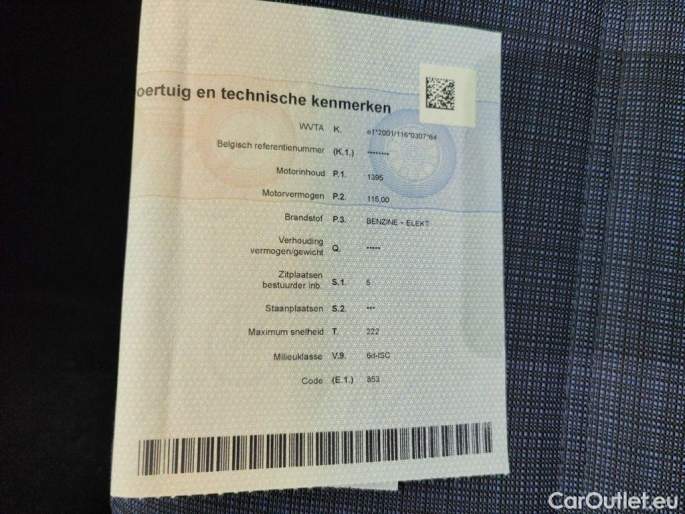 oertuig en technische kenmerken
WVTA K. e1*2001/116*0307*64
Belgisch referentienummer (K.1.) ********
Motorinhoud P.1. 1395
Motorvermogen P.2. 115,00
Brandstof P.3. BENZINE - ELEKT
Verhouding
vermogen/gewicht Q. *****
Zitplaatsen
bestuurder inb. S.1. 5
Staanplaatsen S.2. ***
Maximum snelheid T. 222
Milieuklasse V.9. 6d-ISC
Code (E.1.) 853
CarOutlet.eu